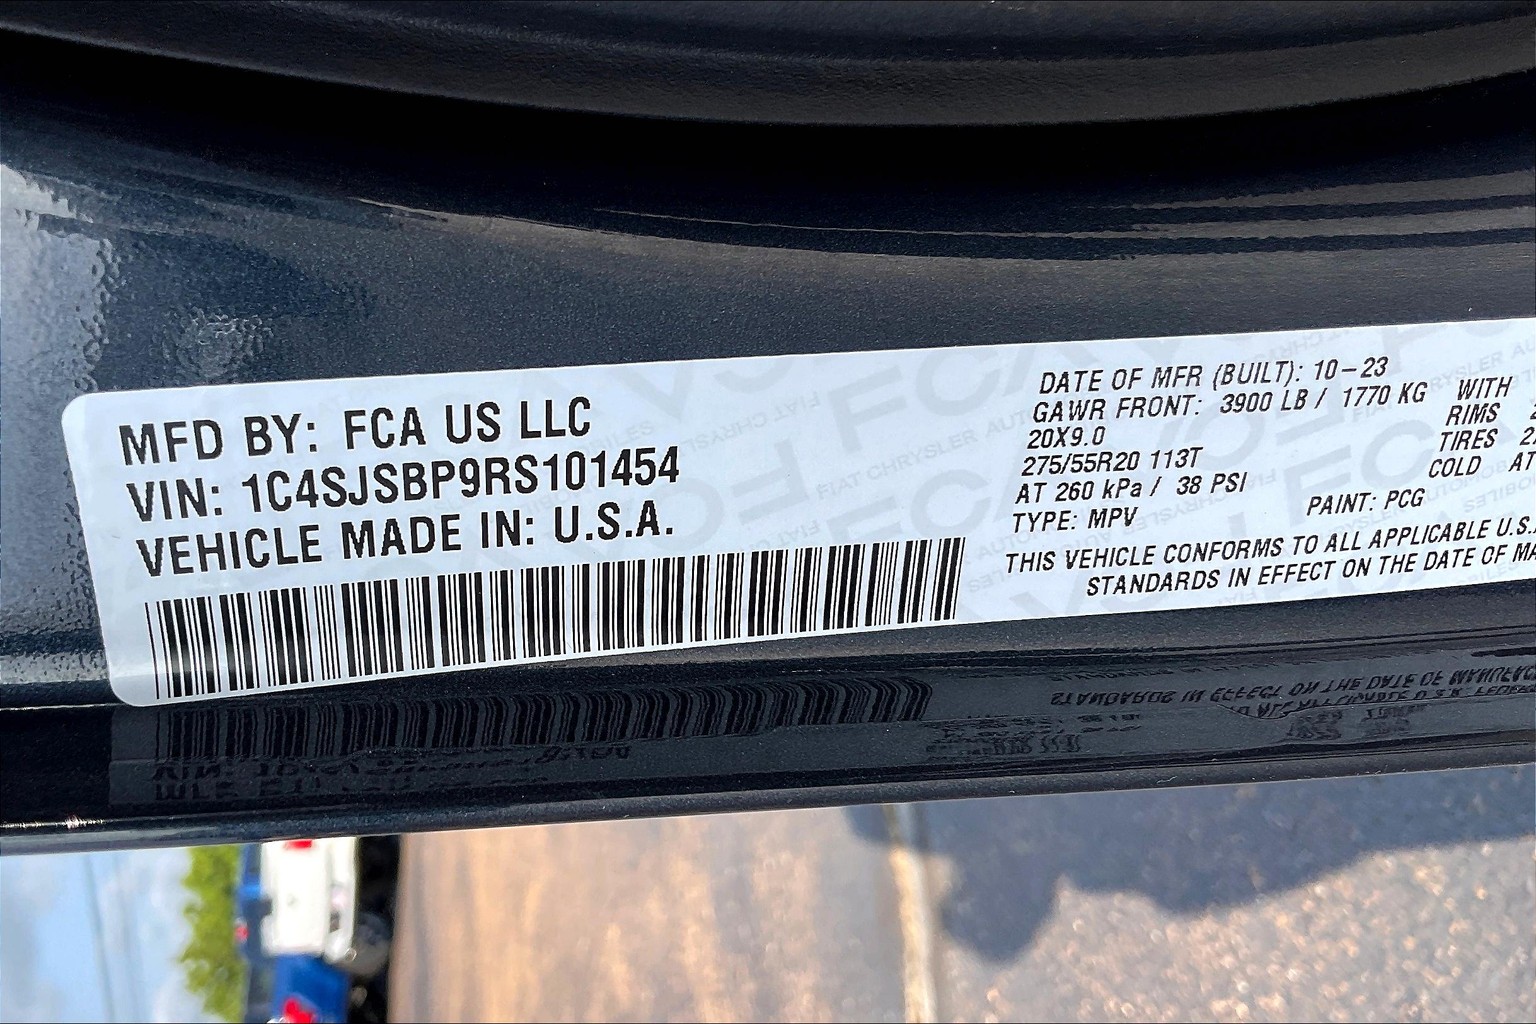 MFD BY: FCA US LLC
VIN: 1C4SJSBP9RS101454
VEHICLE MADE IN: U.S.A.
DATE OF MFR (BUILT): 10-23
GAWR FRONT: 3900 LB / 1770 KG WITH
20X9.0 RIMS
275/55R20 113T TIRES
AT 260 kPa / 38 PSI COLD AT
TYPE: MPV PAINT: PCG
THIS VEHICLE CONFORMS TO ALL APPLICABLE U.S.
STANDARDS IN EFFECT ON THE DATE OF